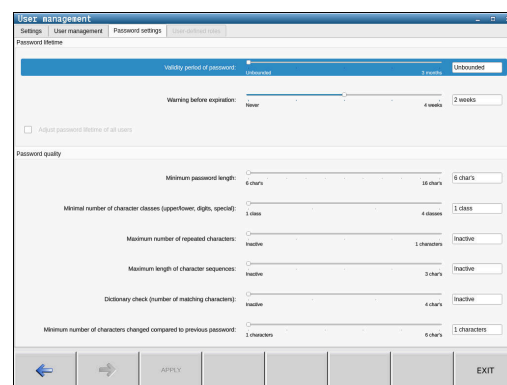 User management
Settings User management Password settings User-defined roles
Password lifetime
Validity period of password: Unbounded 3 months Unbounded
Warning before expiration: Never 4 weeks 2 weeks
Adjust password lifetime of all users
Password quality
Minimum password length: 6 char's 16 char's 6 char's
Minimal number of character classes (upper/lower, digits, special): 1 class 4 classes 1 class
Maximum number of repeated characters: Inactive 1 characters Inactive
Maximum length of character sequences: Inactive 3 char's Inactive
Dictionary check (number of matching characters): Inactive 4 char's Inactive
Minimum number of characters changed compared to previous password: 1 characters 6 char's 1 characters
APPLY EXIT